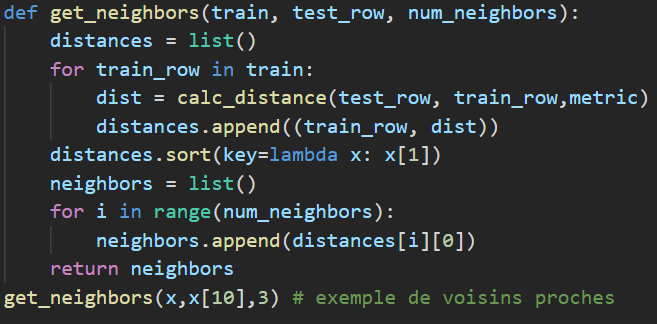 def get_neighbors(train, test_row, num_neighbors):
    distances = list()
    for train_row in train:
        dist = calc_distance(test_row, train_row,metric)
        distances.append((train_row, dist))
    distances.sort(key=lambda x: x[1])
    neighbors = list()
    for i in range(num_neighbors):
        neighbors.append(distances[i][0])
    return neighbors
get_neighbors(x,x[10],3) # exemple de voisins proches